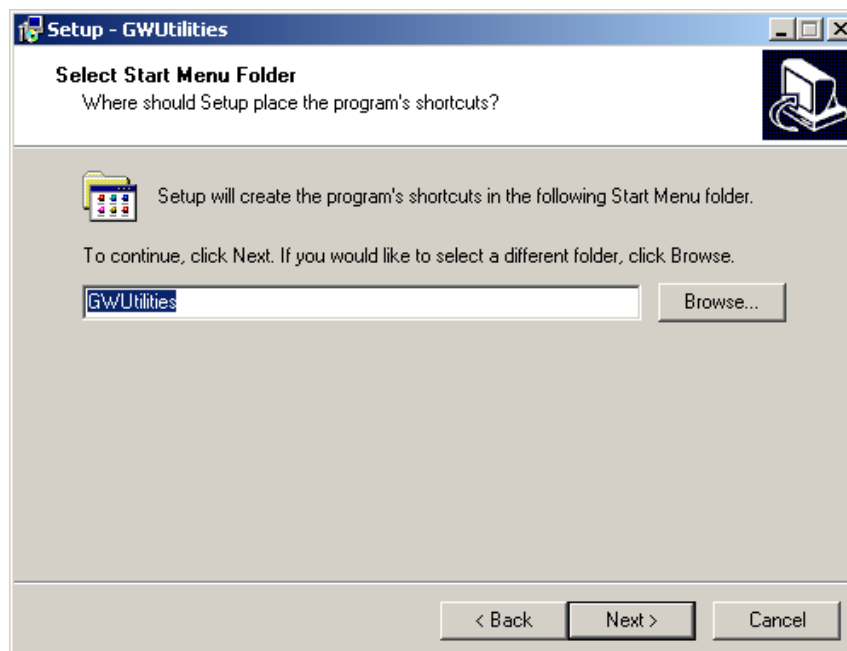 Setup - GWUtilities
Select Start Menu Folder
Where should Setup place the program's shortcuts?
Setup will create the program's shortcuts in the following Start Menu folder.
To continue, click Next. If you would like to select a different folder, click Browse.
GWUtilities
Browse...
< Back
Next >
Cancel